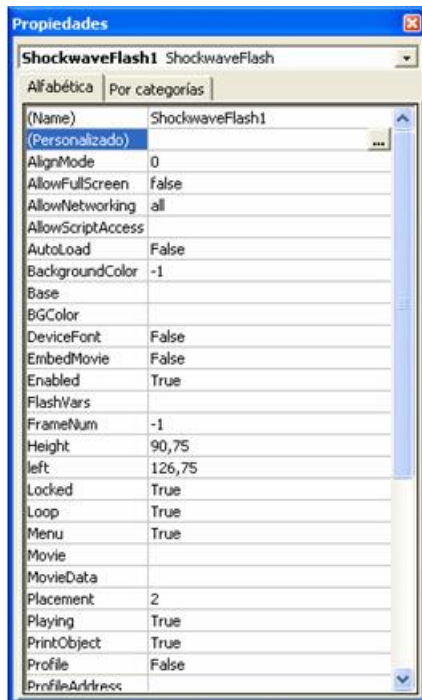 Propiedades
ShockwaveFlash1 ShockwaveFlash
Alfabética Por categorías
(Name) ShockwaveFlash1
(Personalizado) ...
AlignMode 0
AllowFullScreen false
AllowNetworking all
AllowScriptAccess
AutoLoad False
BackgroundColor -1
Base
BGColor
DeviceFont False
EmbedMovie False
Enabled True
FlashVars
FrameNum -1
Height 90,75
left 126,75
Locked True
Loop True
Menu True
Movie
MovieData
Placement 2
Playing True
PrintObject True
Profile False
ProfileAddress